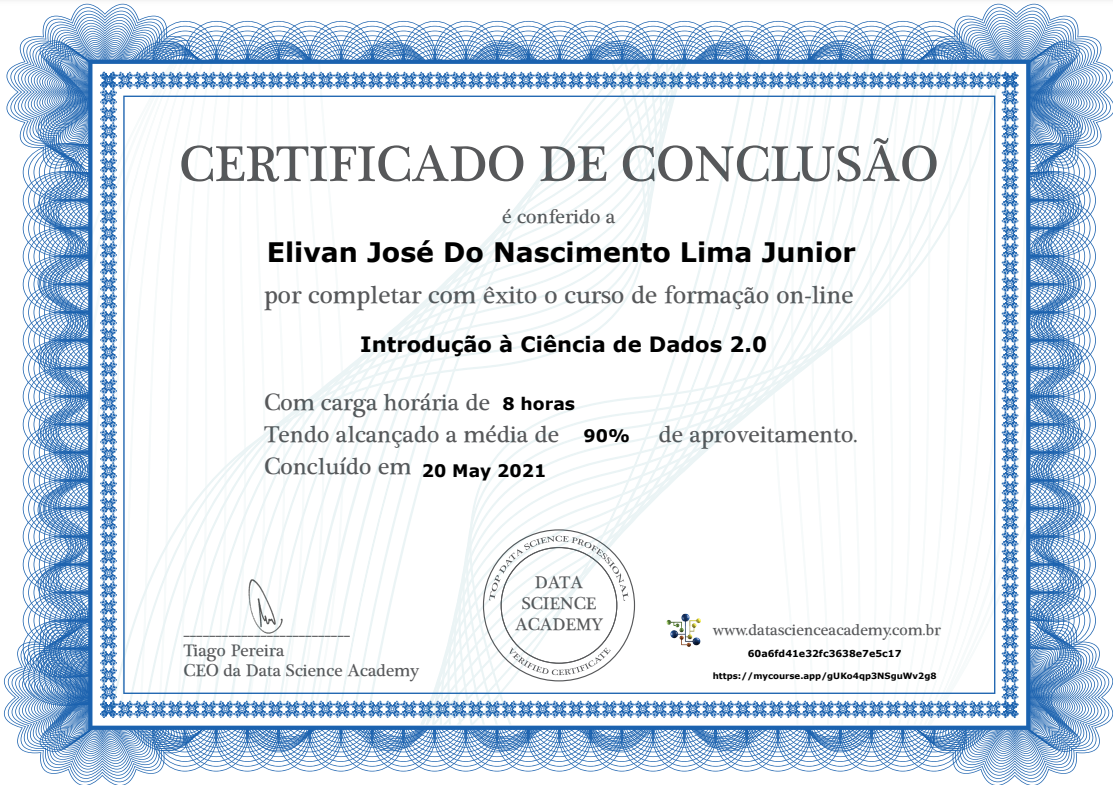 CERTIFICADO DE CONCLUSÃO
é conferido a
Elivan José Do Nascimento Lima Junior
por completar com êxito o curso de formação on-line
Introdução à Ciência de Dados 2.0
Com carga horária de 8 horas
Tendo alcançado a média de 90% de aproveitamento.
Concluído em 20 May 2021
TOP DATA SCIENCE PROFESSIONAL
DATA
SCIENCE
ACADEMY
VERIFIED CERTIFICATE
Tiago Pereira
CEO da Data Science Academy
www.datascienceacademy.com.br
60a6fd41e32fc3638e7e5c17
https://mycourse.app/gUKo4qp3NSguWv2g8